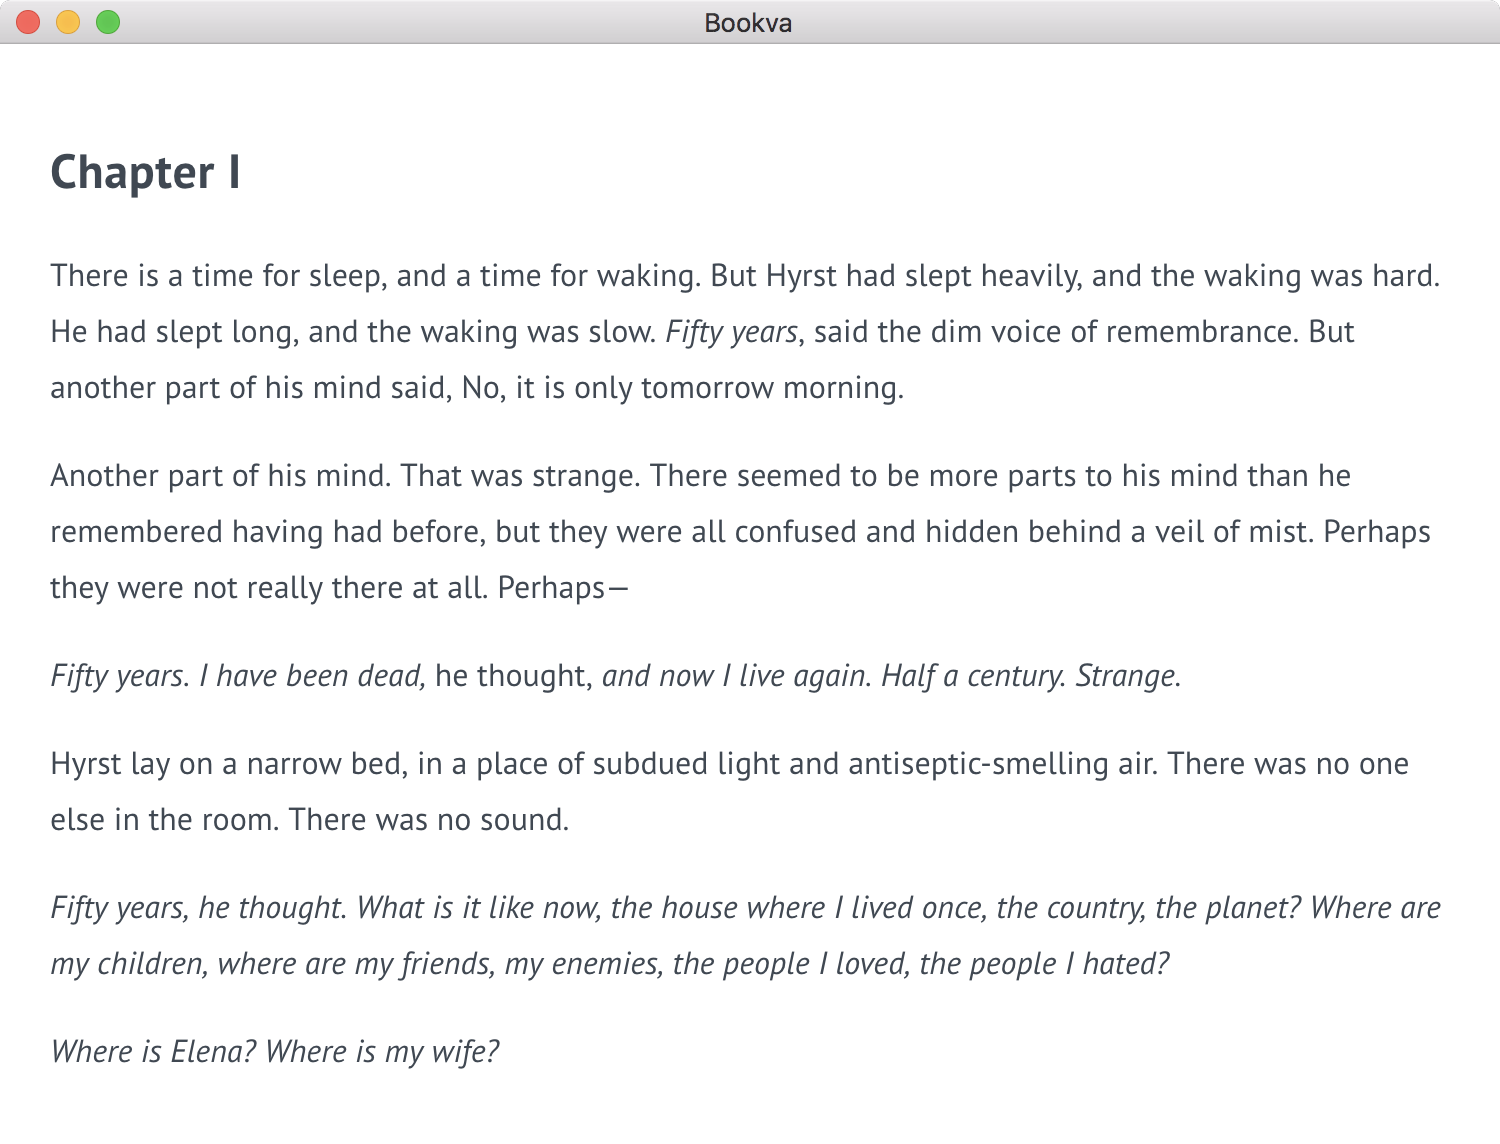 Bookva
Chapter I
There is a time for sleep, and a time for waking. But Hyrst had slept heavily, and the waking was hard.
He had slept long, and the waking was slow. Fifty years, said the dim voice of remembrance. But
another part of his mind said, No, it is only tomorrow morning.
Another part of his mind. That was strange. There seemed to be more parts to his mind than he
remembered having had before, but they were all confused and hidden behind a veil of mist. Perhaps
they were not really there at all. Perhaps—
Fifty years. I have been dead, he thought, and now I live again. Half a century. Strange.
Hyrst lay on a narrow bed, in a place of subdued light and antiseptic-smelling air. There was no one
else in the room. There was no sound.
Fifty years, he thought. What is it like now, the house where I lived once, the country, the planet? Where are
my children, where are my friends, my enemies, the people I loved, the people I hated?
Where is Elena? Where is my wife?